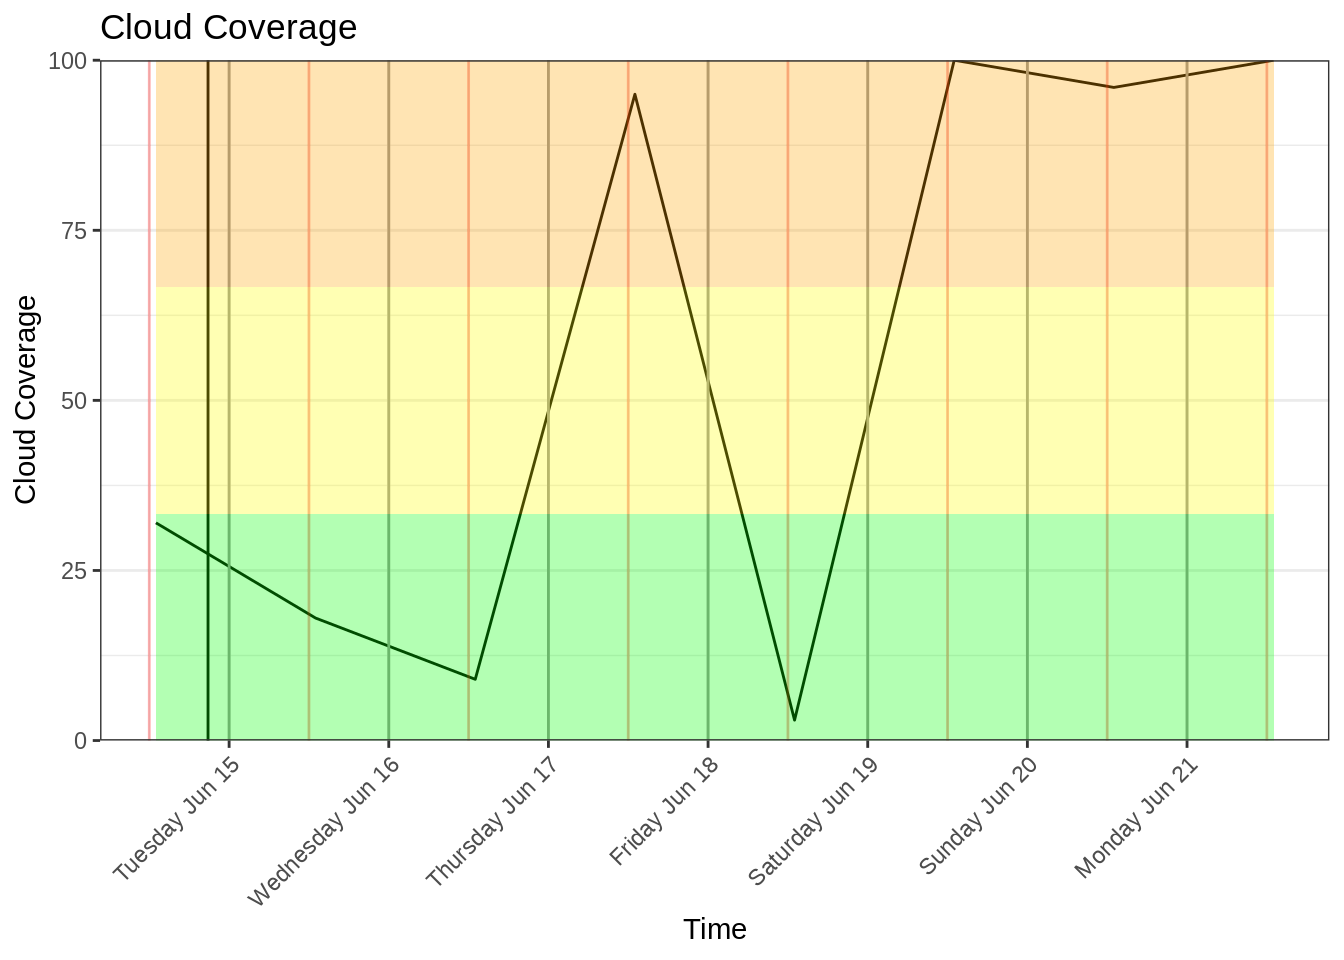 Cloud Coverage
100
75
50
25
0
Cloud Coverage
Tuesday Jun 15
Wednesday Jun 16
Thursday Jun 17
Friday Jun 18
Saturday Jun 19
Sunday Jun 20
Monday Jun 21
Time